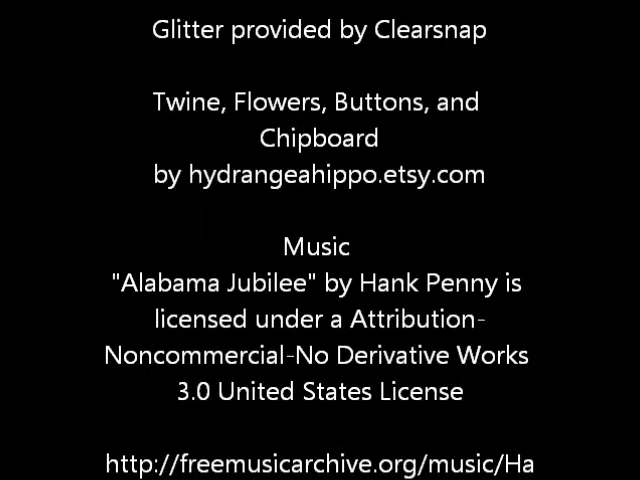 Glitter provided by Clearsnap
Twine, Flowers, Buttons, and
Chipboard
by hydrangeahippo.etsy.com
Music
"Alabama Jubilee" by Hank Penny is
licensed under a Attribution-
Noncommercial-No Derivative Works
3.0 United States License
http://freemusicarchive.org/music/Ha